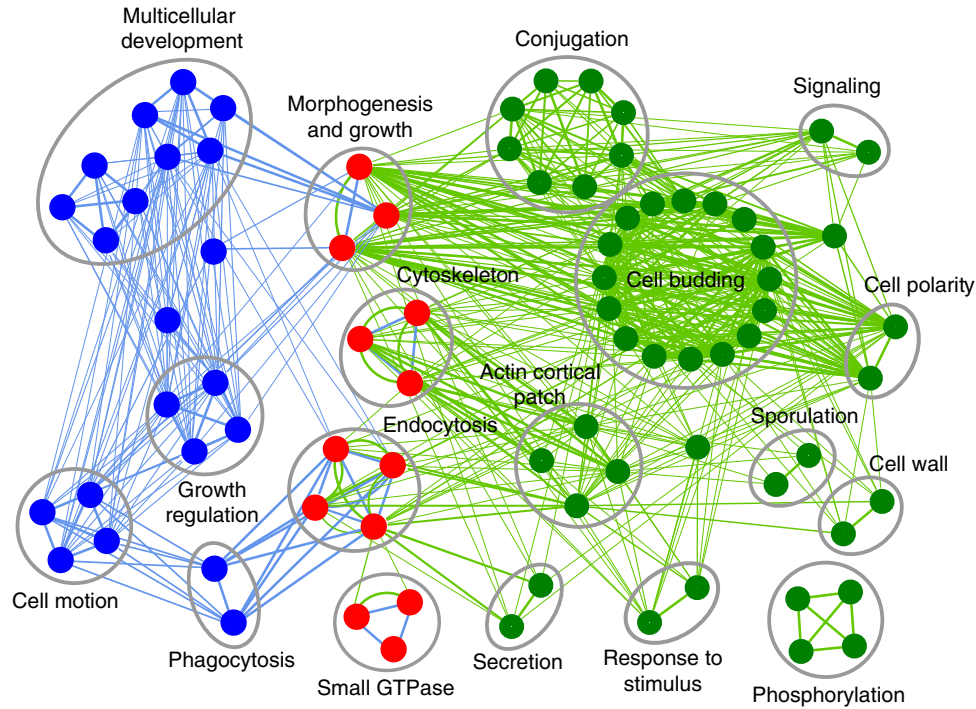 Multicellular
development
Conjugation
Signaling
Morphogenesis
and growth
Cytoskeleton
Cell budding
Cell polarity
Actin cortical
patch
Endocytosis
Sporulation
Cell wall
Growth
regulation
Cell motion
Phagocytosis
Small GTPase
Secretion
Response to
stimulus
Phosphorylation